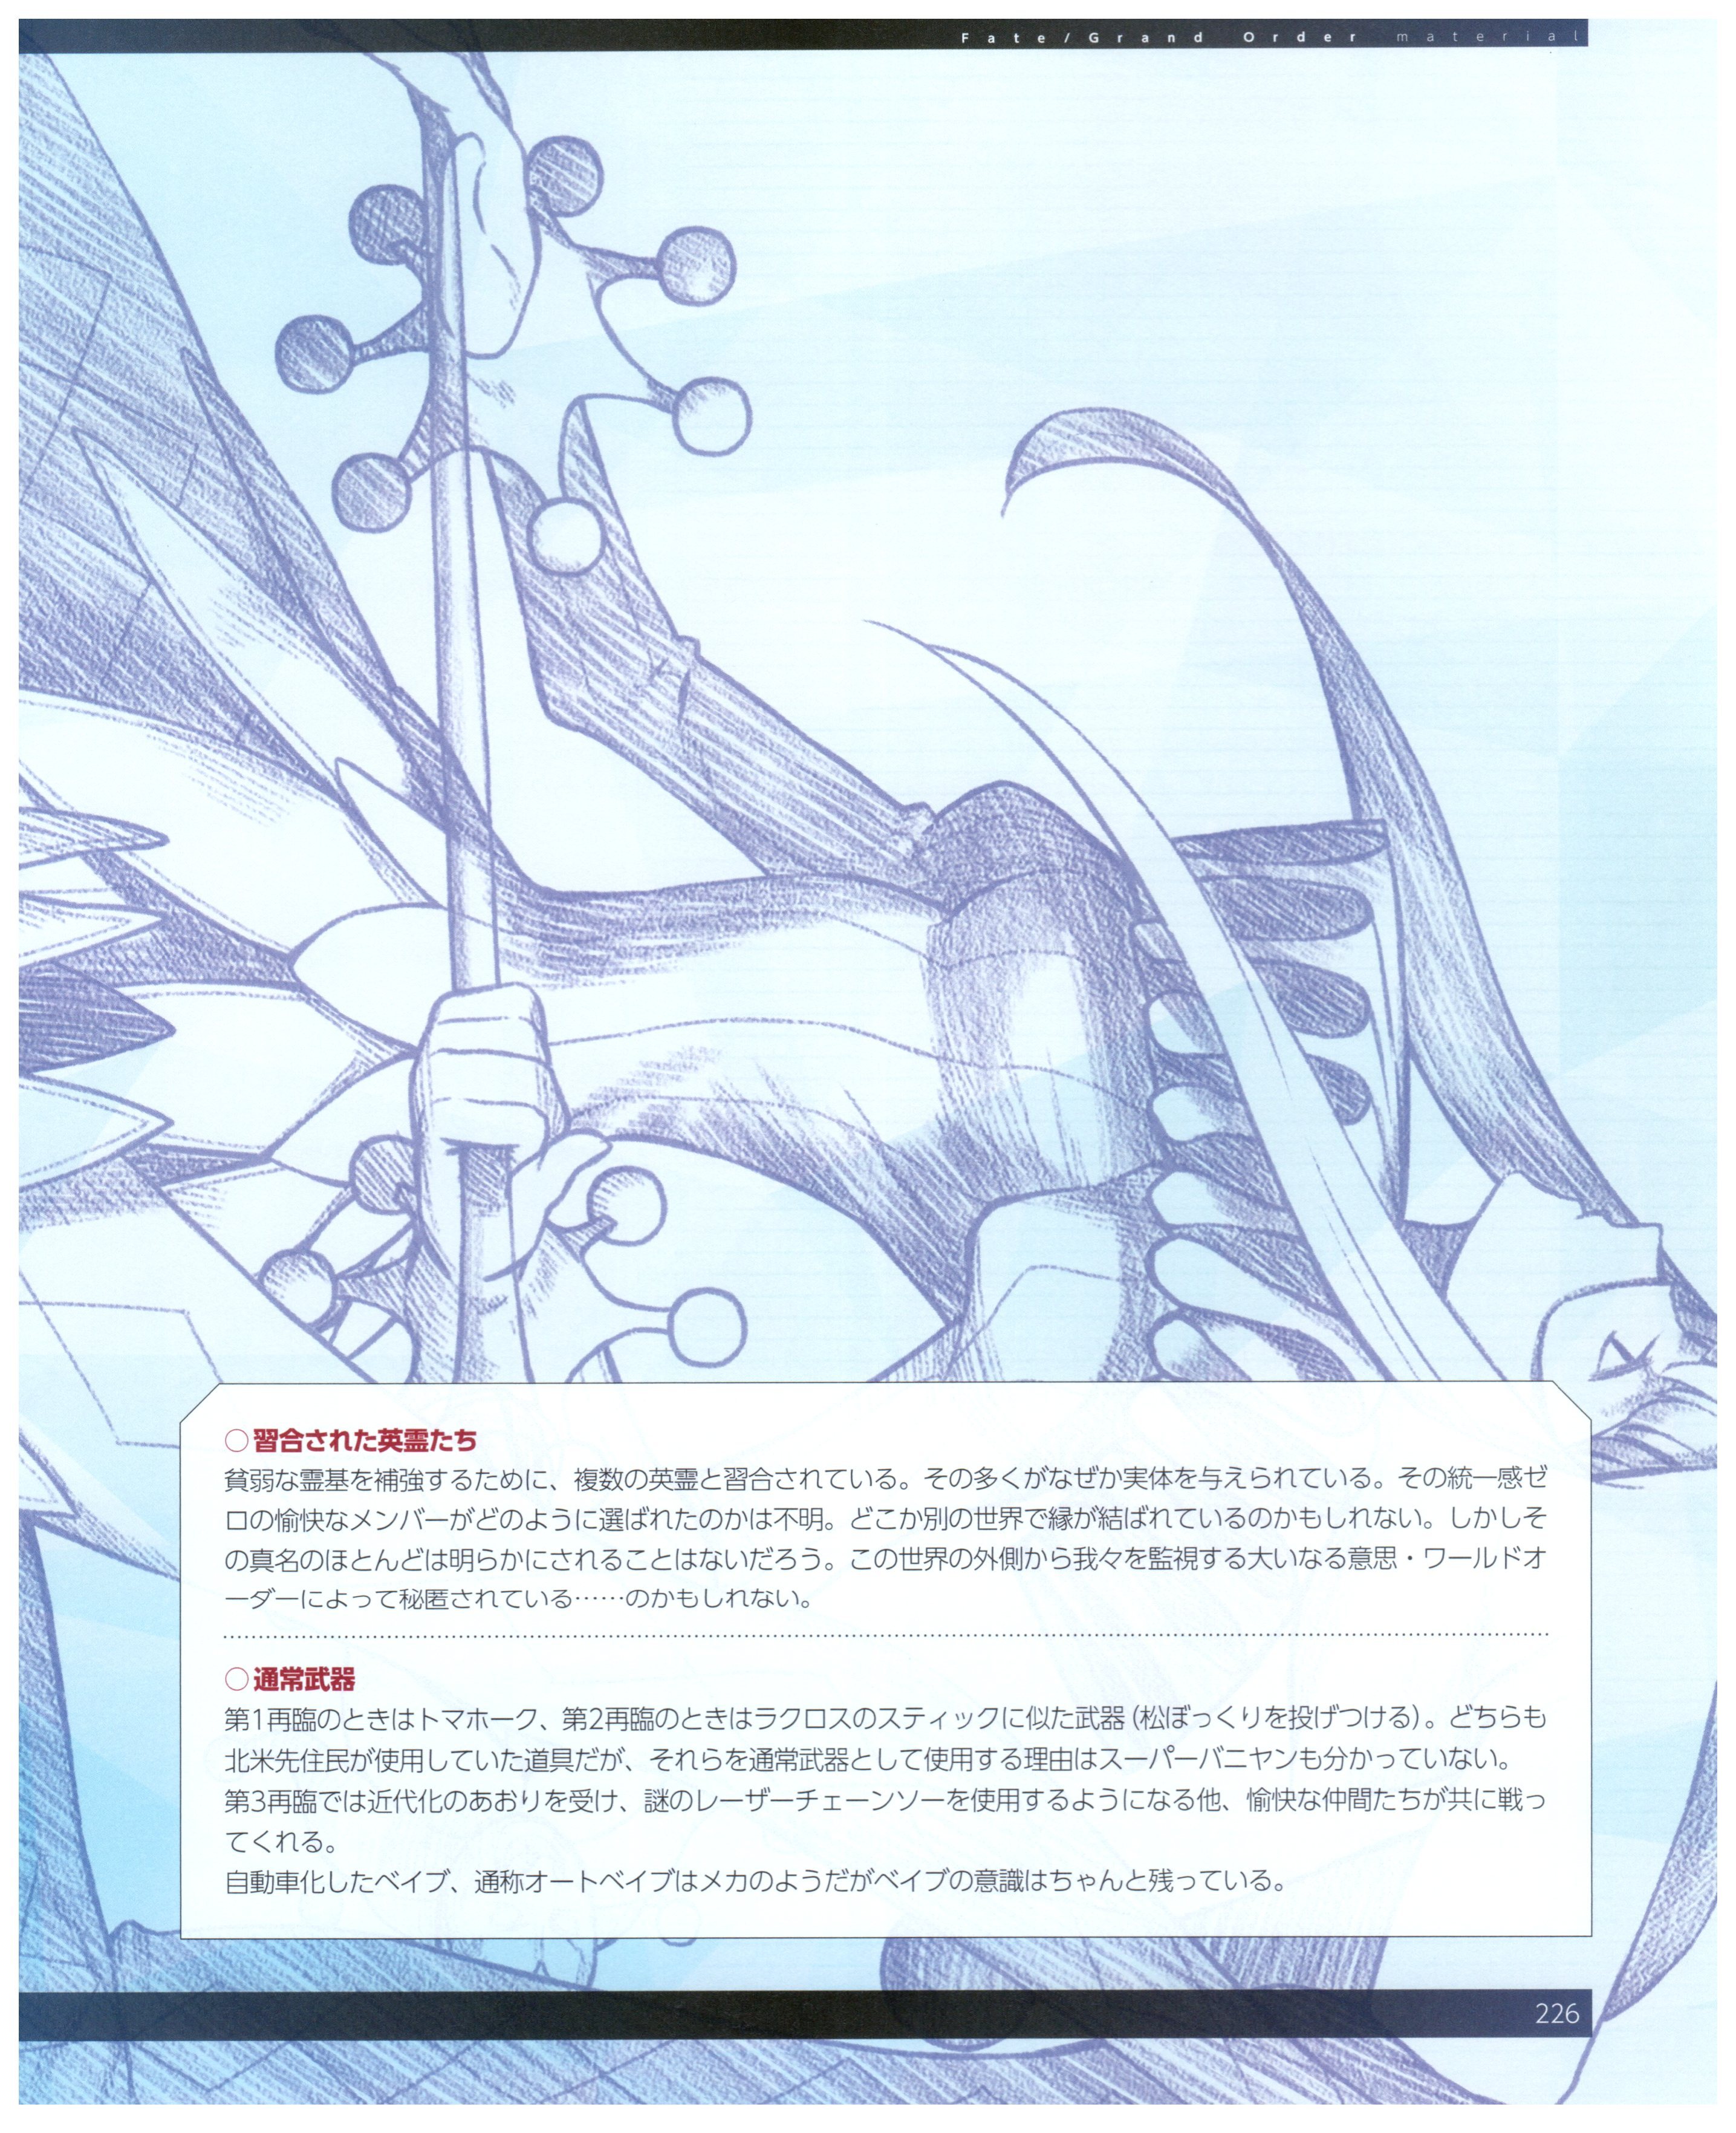 Fate/Grand Order material
○習合された英霊たち
貧弱な霊基を補強するために、複数の英霊と習合されている。その多くがなぜか実体を与えられている。その統一感ゼ
ロの愉快なメンバーがどのように選ばれたのかは不明。どこか別の世界で縁が結ばれているのかもしれない。しかしそ
の真名のほとんどは明らかにされることはないだろう。この世界の外側から我々を監視する大いなる意思・ワールドオ
ーダーによって秘匿されている……のかもしれない。
○通常武器
第1再臨のときはトマホーク、第2再臨のときはラクロスのスティックに似た武器（松ぼっくりを投げつける）。どちらも
北米先住民が使用していた道具だが、それらを通常武器として使用する理由はスーパーバニヤンも分かっていない。
第3再臨では近代化のあおりを受け、謎のレーザーチェーンソーを使用するようになる他、愉快な仲間たちが共に戦っ
てくれる。
自動車化したベイブ、通称オートベイブはメカのようだがベイブの意識はちゃんと残っている。
226